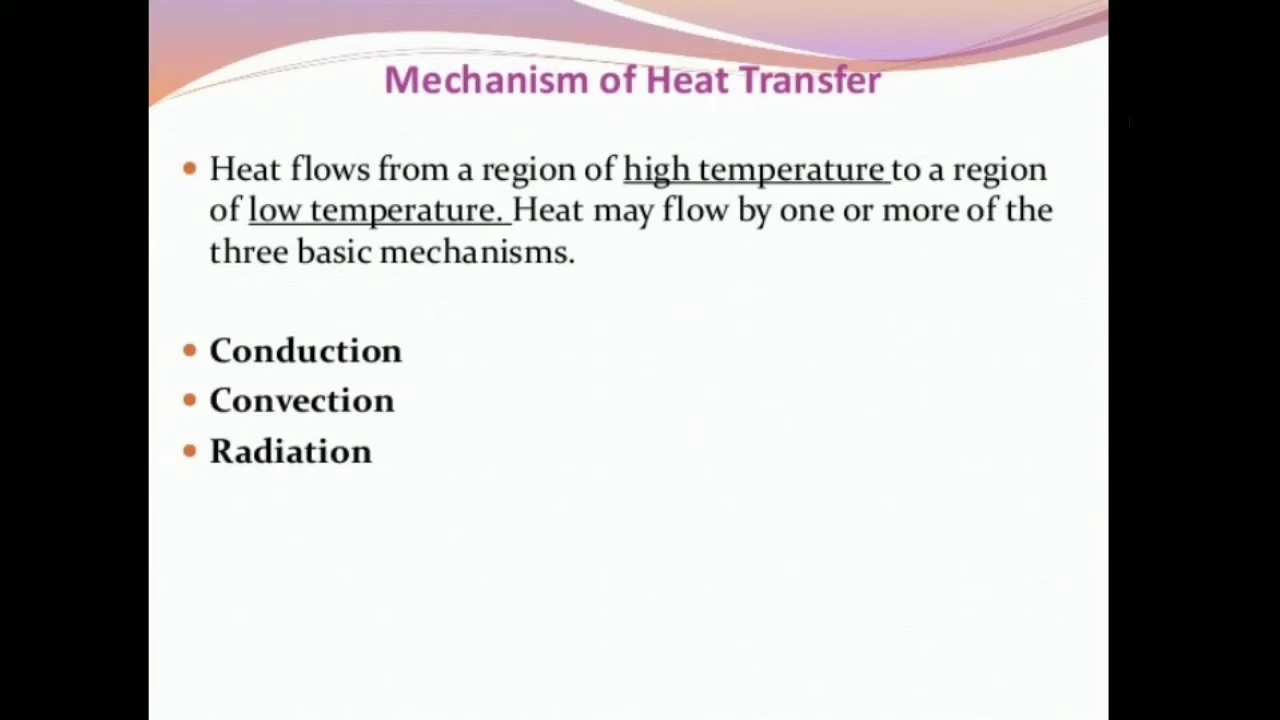 Mechanism of Heat Transfer
• Heat flows from a region of high temperature to a region
of low temperature. Heat may flow by one or more of the
three basic mechanisms.
• Conduction
• Convection
• Radiation